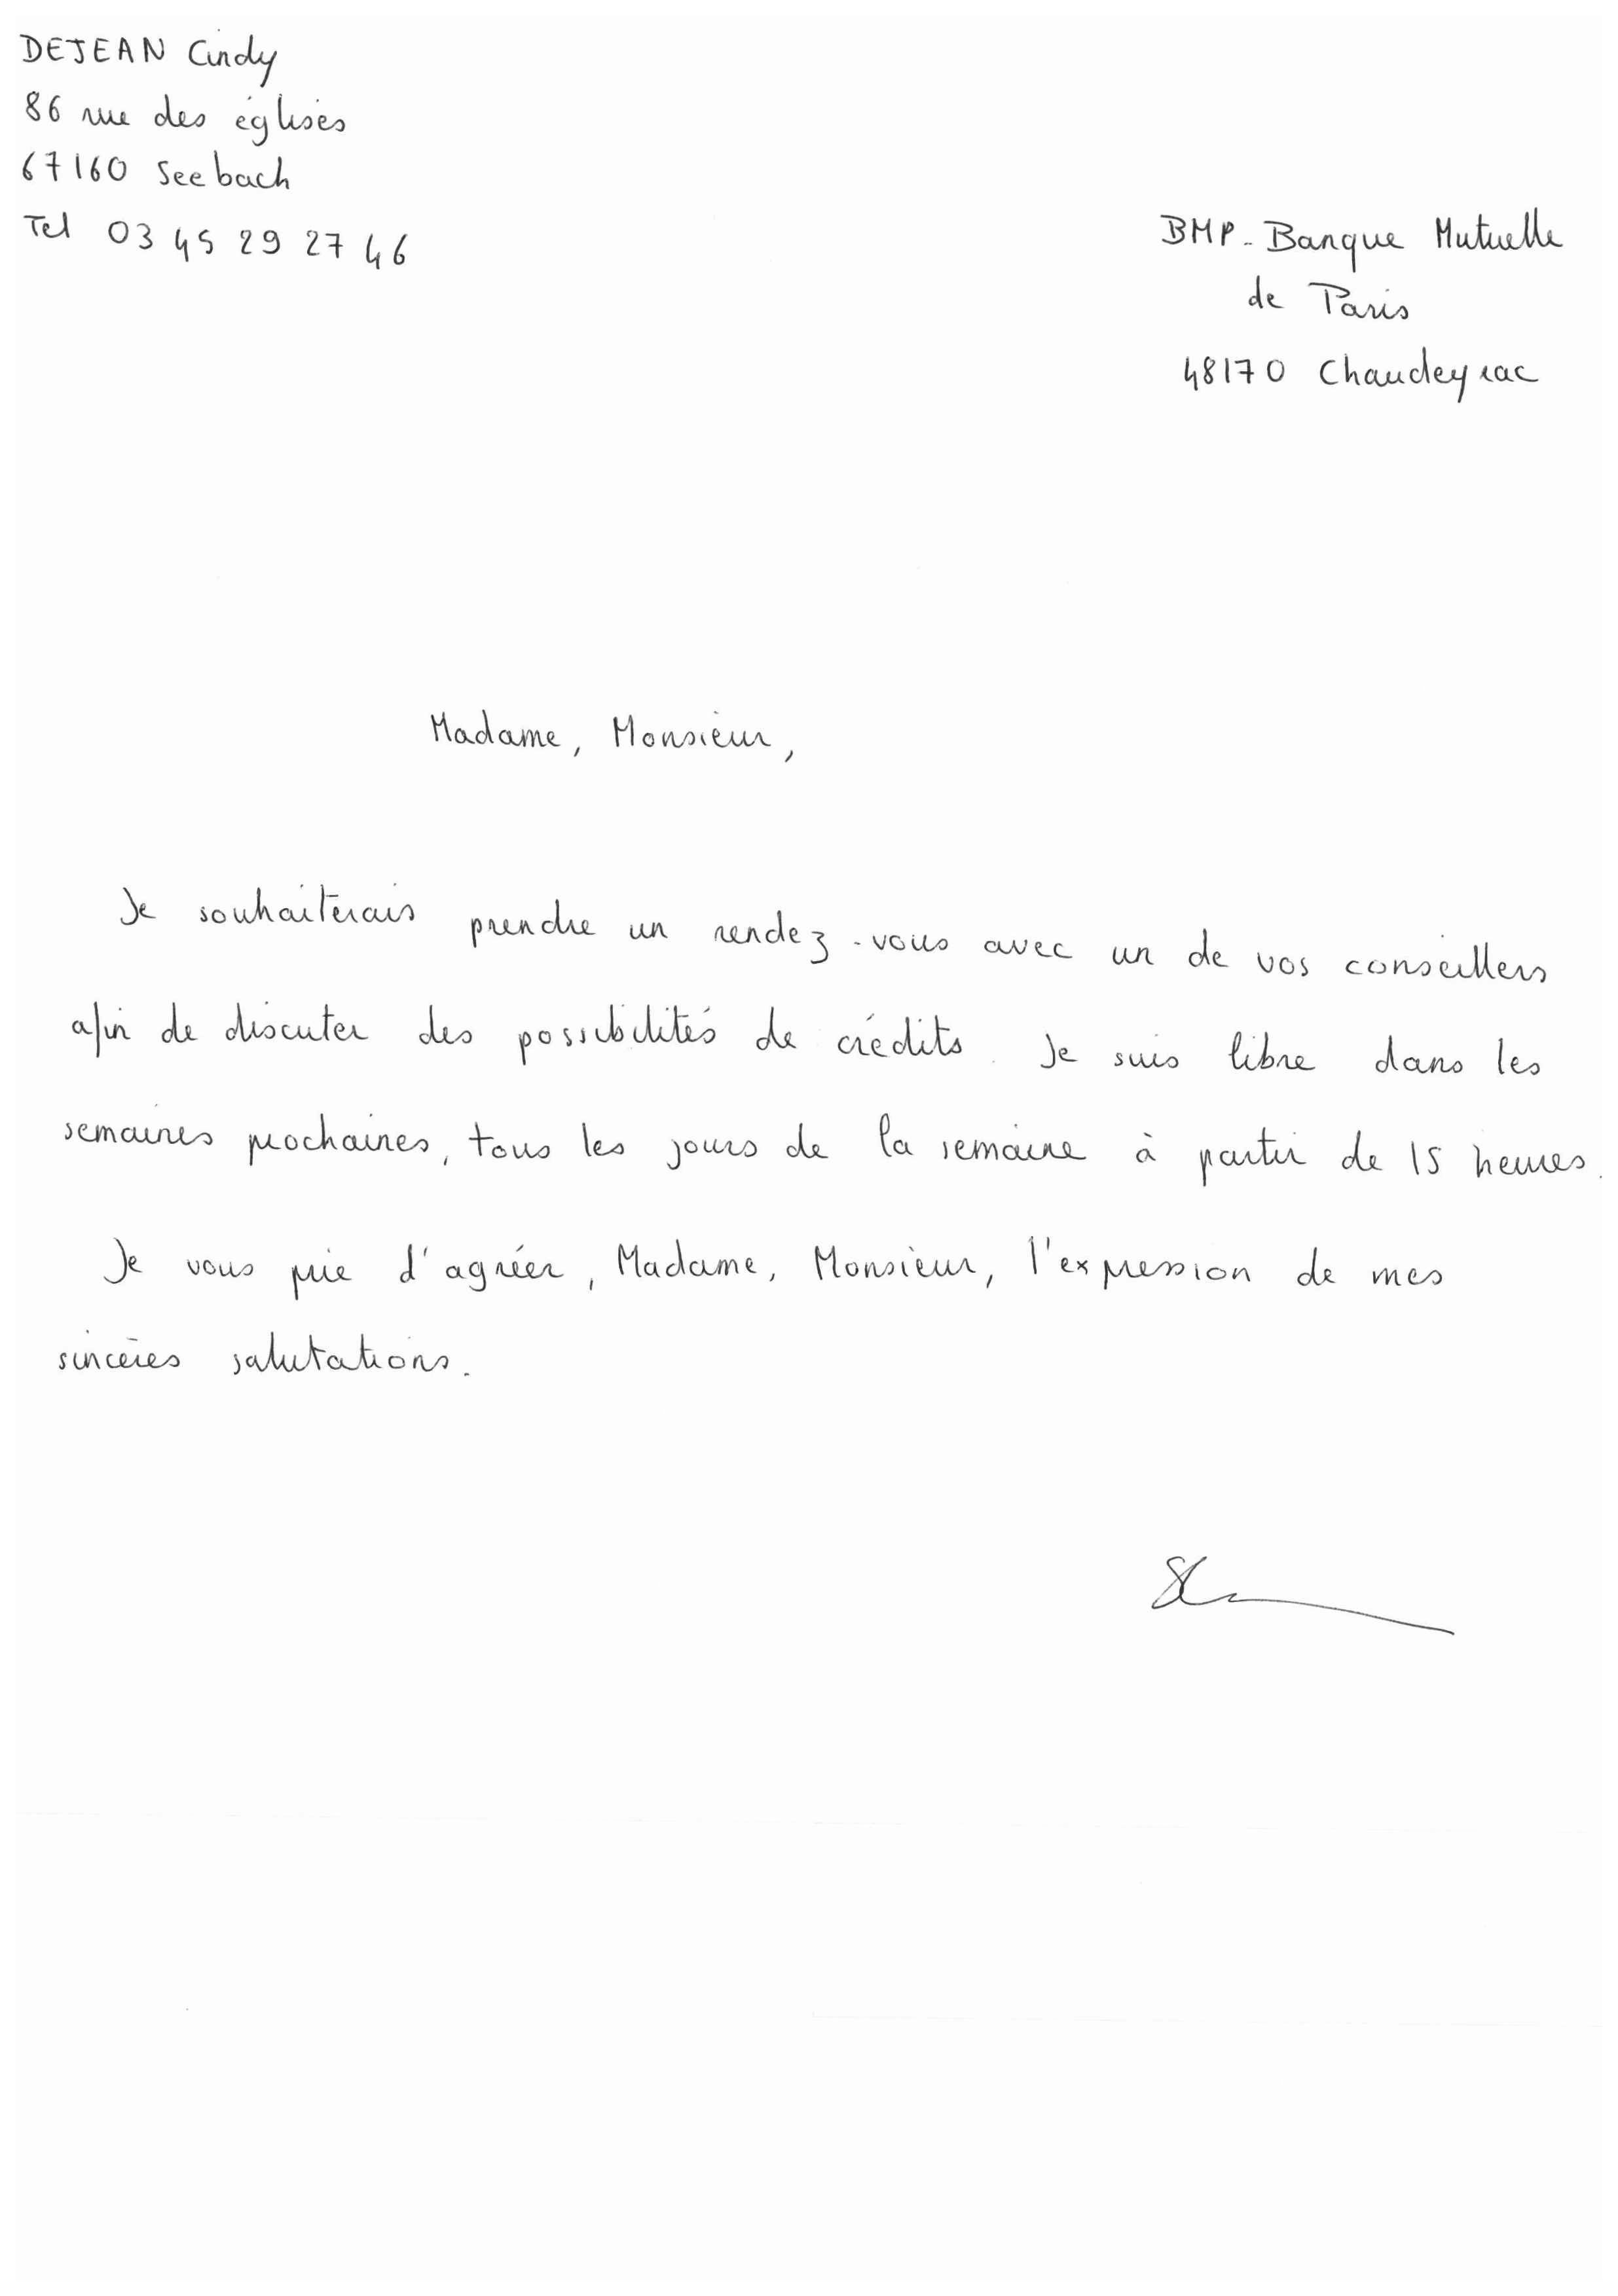 DEJEAN Cindy
86 rue des églises
67160 Seebach
Tel 03 45 29 27 46
BMP - Banque Mutuelle
de Paris
48170 Chaudeyrac
Madame, Monsieur,
Je souhaiterais prendre un rendez-vous avec un de vos conseillers
afin de discuter des possibilités de crédits. Je suis libre dans les
semaines prochaines, tous les jours de la semaine à partir de 15 heures.
Je vous prie d'agréer, Madame, Monsieur, l'expression de mes
sincères salutations.